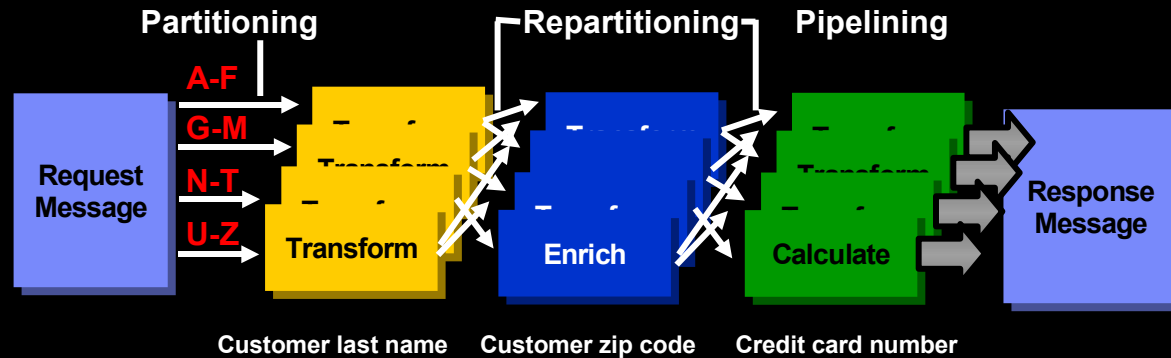 Partitioning
Repartitioning
Pipelining
A-F
G-M
N-T
U-Z
Request
Message
Transform
Transform
Enrich
Transform
Calculate
Response
Message
Customer last name
Customer zip code
Credit card number